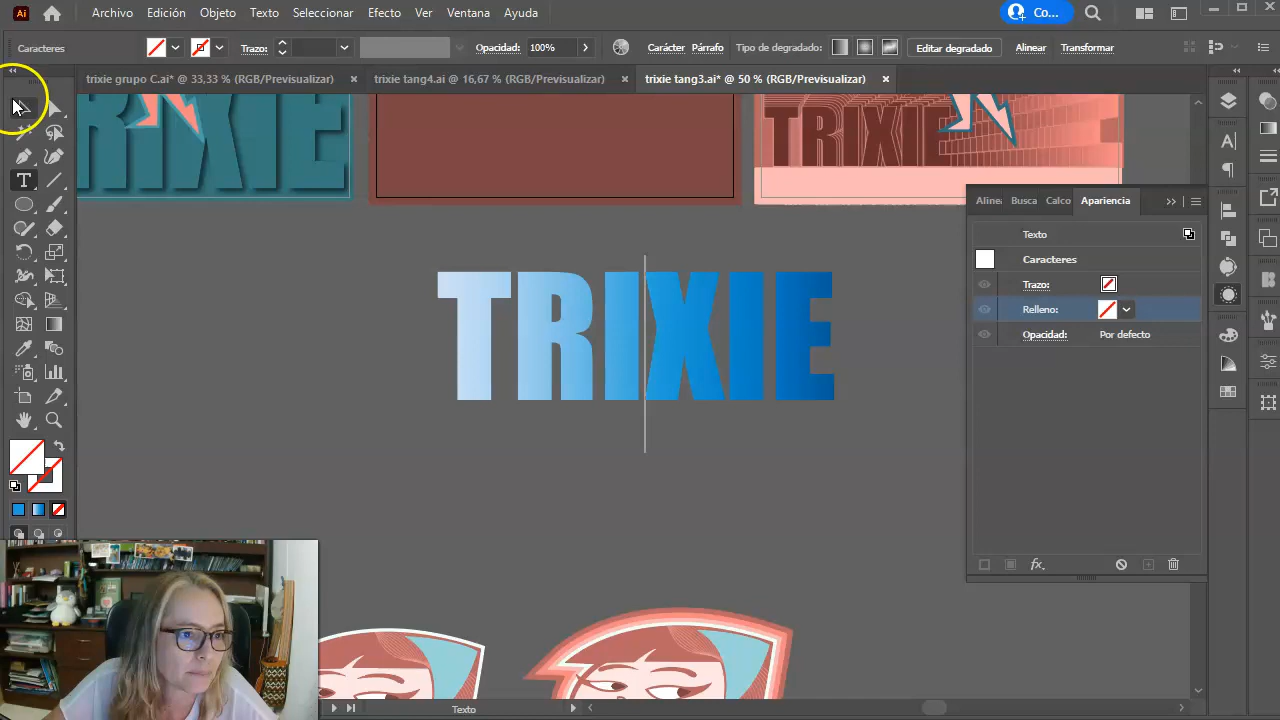 Ai Archivo Edición Objeto Texto Seleccionar Efecto Ver Ventana Ayuda Co...
Caracteres Trazo: Opacidad: 100% Carácter Párrafo Tipo de degradado: Editar degradado Alinear Transformar
trixie grupo C.ai* @ 33,33 % (RGB/Previsualizar) trixie tang4.ai @ 16,67 % (RGB/Previsualizar) trixie tang3.ai* @ 50 % (RGB/Previsualizar)
TRIXIE TRIXIE
Alinea Busca Calco Apariencia
Texto
Caracteres
Trazo:
Relleno:
Opacidad: Por defecto
TRIXIE
fx
Texto